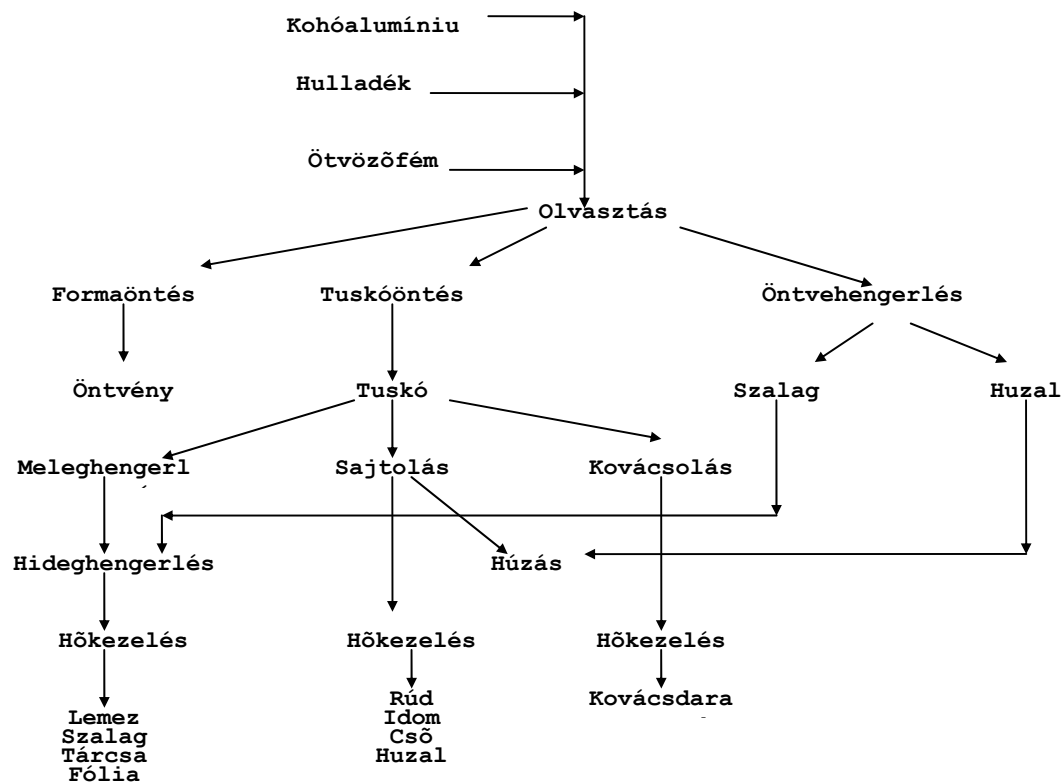 Kohóalumíniu
Hulladék
Ötvözõfém
Olvasztás
Formaöntés
Tuskóöntés
Öntvehengerlés
Öntvény
Tuskó
Szalag
Huzal
Meleghengerl
Sajtolás
Kovácsolás
Hideghengerlés
Húzás
Hõkezelés
Hõkezelés
Hõkezelés
Lemez
Szalag
Tárcsa
Fólia
Rúd
Idom
Csõ
Huzal
Kovácsdara